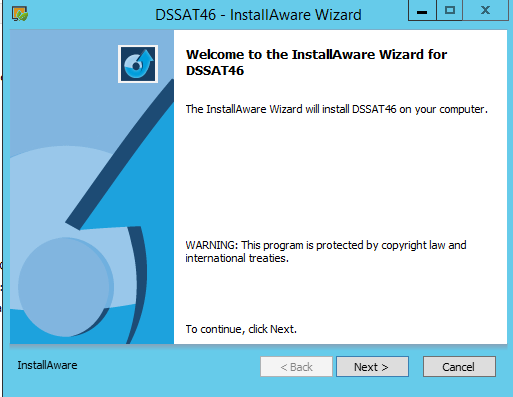 DSSAT46 - InstallAware Wizard
Welcome to the InstallAware Wizard for
DSSAT46
The InstallAware Wizard will install DSSAT46 on your computer.
WARNING: This program is protected by copyright law and
international treaties.
To continue, click Next.
InstallAware
< Back
Next >
Cancel